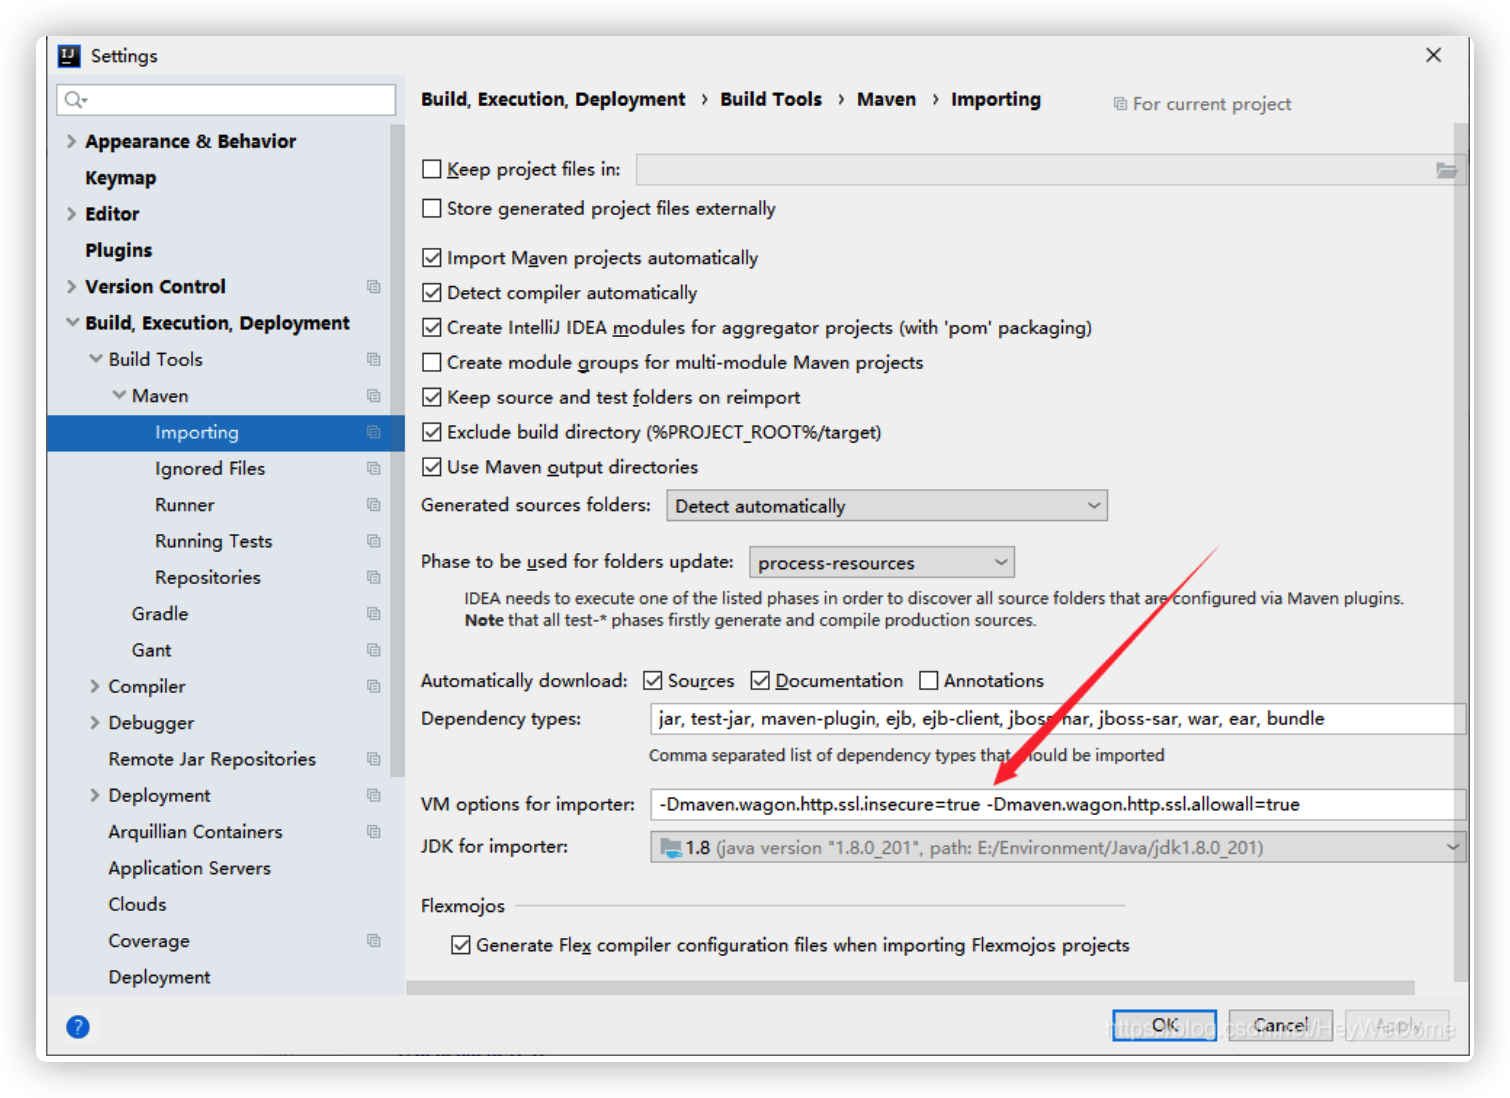 Settings
Appearance & Behavior
Keymap
Editor
Plugins
Version Control
Build, Execution, Deployment
Build Tools
Maven
Importing
Ignored Files
Runner
Running Tests
Repositories
Gradle
Gant
Compiler
Debugger
Remote Jar Repositories
Deployment
Arquillian Containers
Application Servers
Clouds
Coverage
Deployment
Build, Execution, Deployment › Build Tools › Maven › Importing
For current project
Keep project files in:
Store generated project files externally
Import Maven projects automatically
Detect compiler automatically
Create IntelliJ IDEA modules for aggregator projects (with 'pom' packaging)
Create module groups for multi-module Maven projects
Keep source and test folders on reimport
Exclude build directory (%PROJECT_ROOT%/target)
Use Maven output directories
Generated sources folders: Detect automatically
Phase to be used for folders update: process-resources
IDEA needs to execute one of the listed phases in order to discover all source folders that are configured via Maven plugins.
Note that all test-* phases firstly generate and compile production sources.
Automatically download: Sources Documentation Annotations
Dependency types: jar, test-jar, maven-plugin, ejb, ejb-client, jboss-har, jboss-sar, war, ear, bundle
Comma separated list of dependency types that should be imported
VM options for importer: -Dmaven.wagon.http.ssl.insecure=true -Dmaven.wagon.http.ssl.allowall=true
JDK for importer: 1.8 (java version "1.8.0_201", path: E:/Environment/Java/jdk1.8.0_201)
Flexmojos
Generate Flex compiler configuration files when importing Flexmojos projects
?
OK Cancel Apply